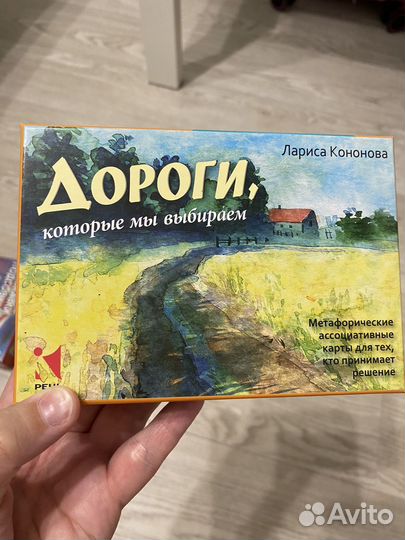 Лариса Кононова
Дороги,
которые мы выбираем
Метафорические
ассоциативные
карты для тех,
кто принимает
решение
Avito